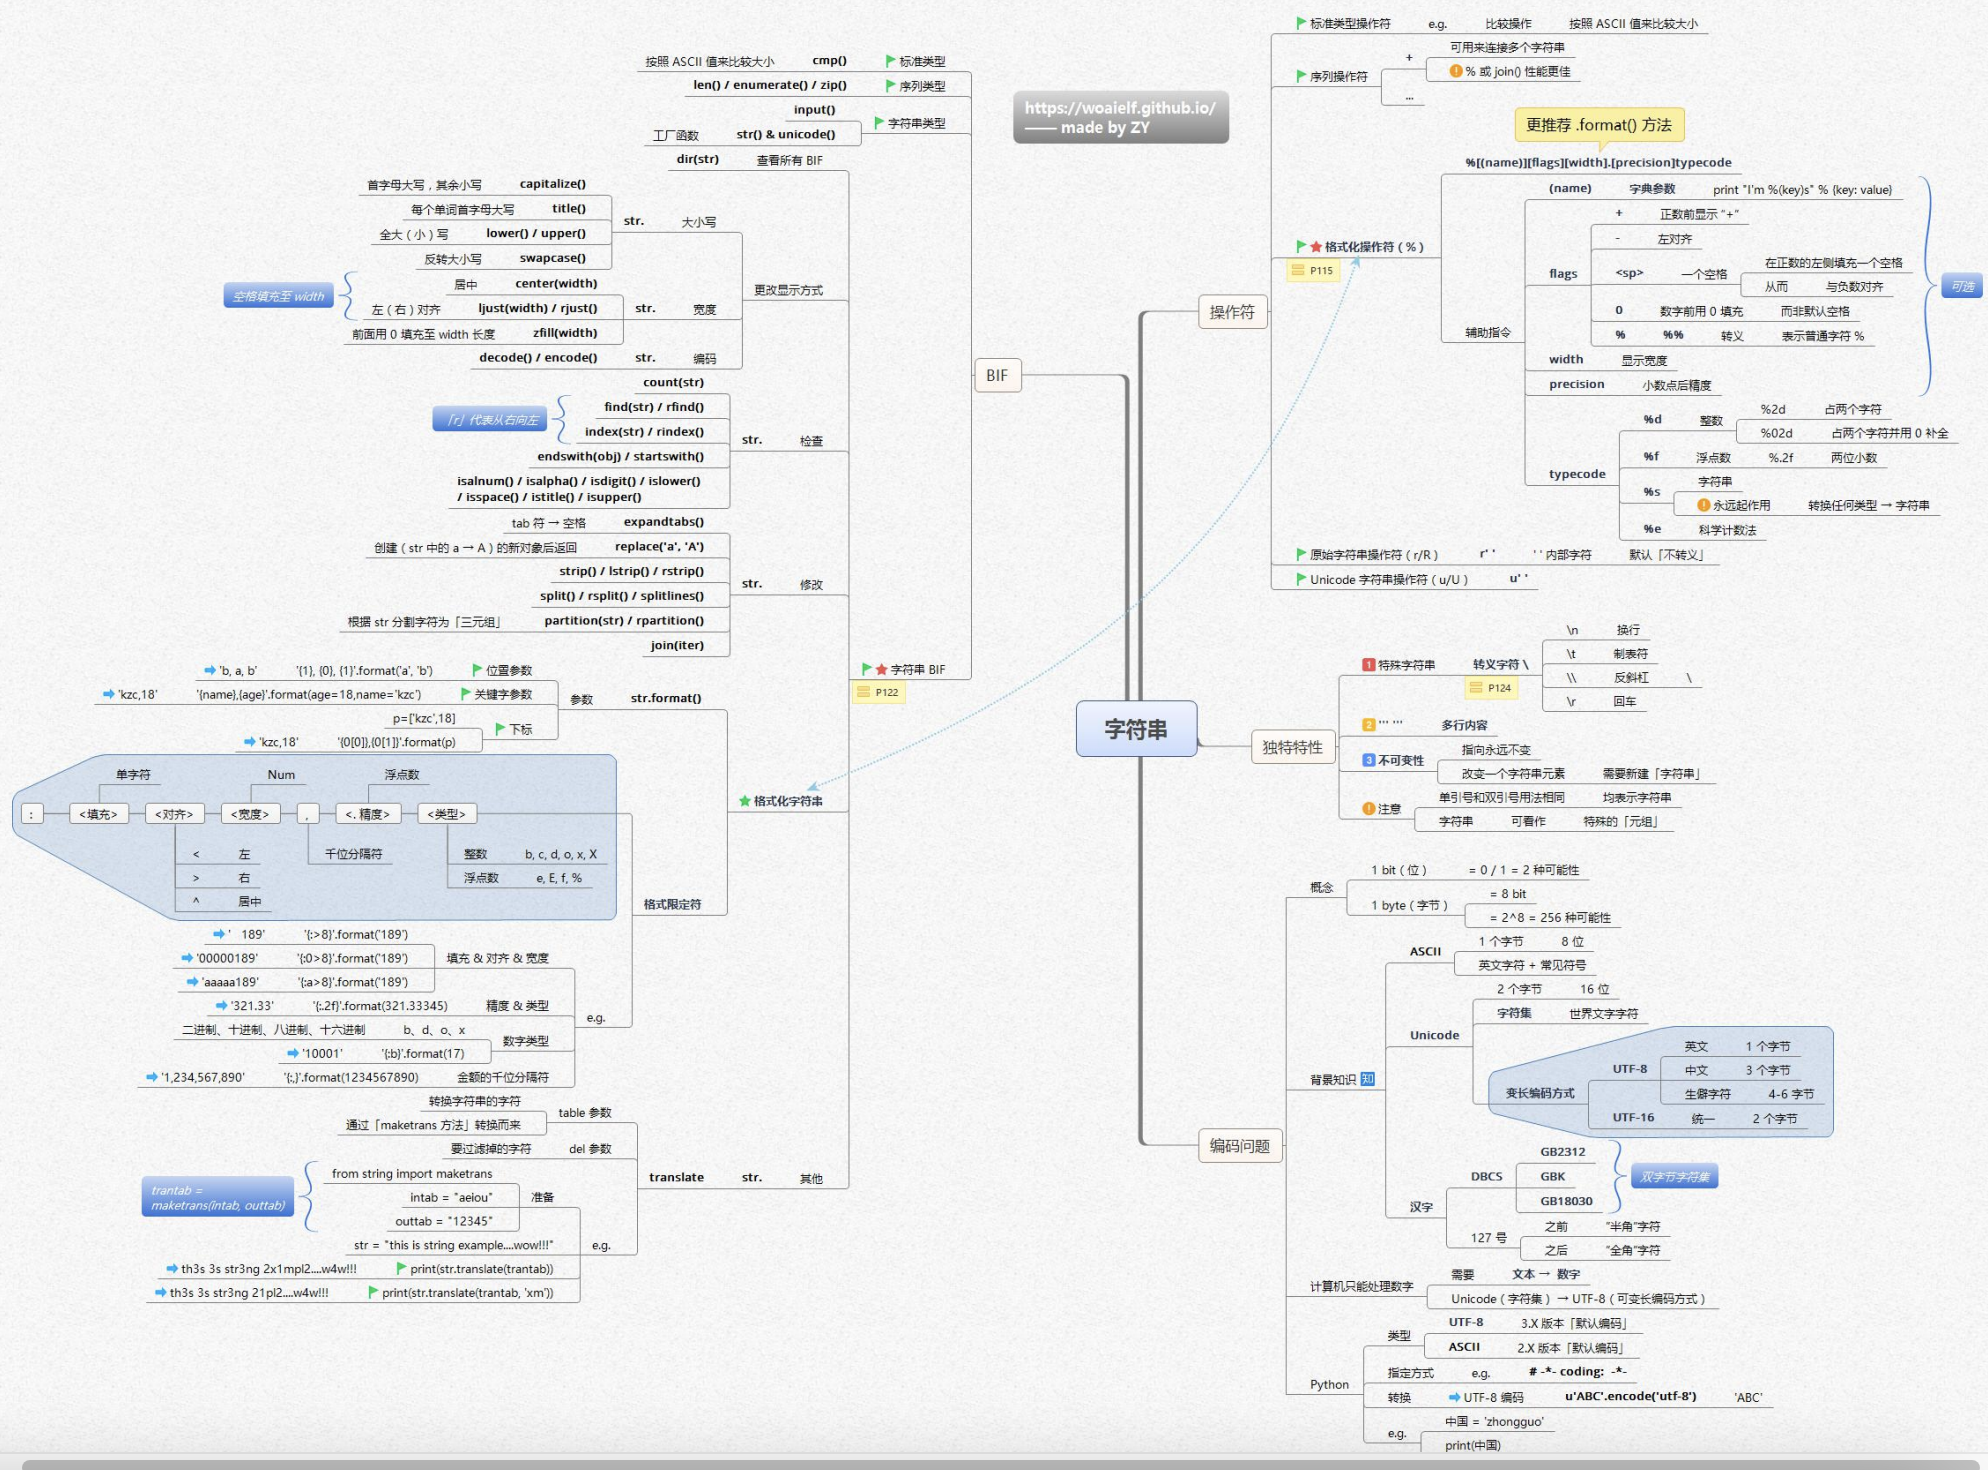 https://woaielf.github.io/
—— made by ZY
字符串
BIF
标准类型 cmp() 按照 ASCII 值来比较大小
序列类型 len() / enumerate() / zip()
字符串类型
input()
str() & unicode() 工厂函数
字符串 BIF
P122
dir(str) 查看所有 BIF
更改显示方式
大小写 str.
capitalize() 首字母大写，其余小写
title() 每个单词首字母大写
lower() / upper() 全大（小）写
swapcase() 反转大小写
宽度 str.
center(width) 居中
ljust(width) / rjust() 左（右）对齐
空格填充至 width
zfill(width) 前面用 0 填充至 width 长度
编码 str. decode() / encode()
检查 str.
count(str)
find(str) / rfind()
index(str) / rindex()
「r」代表从右向左
endswith(obj) / startswith()
isalnum() / isalpha() / isdigit() / islower()
/ isspace() / istitle() / isupper()
修改 str.
expandtabs() tab 符 → 空格
replace('a', 'A') 创建（str 中的 a → A）的新对象后返回
strip() / lstrip() / rstrip()
split() / rsplit() / splitlines()
partition(str) / rpartition() 根据 str 分割字符为「三元组」
join(iter)
格式化字符串
str.format() 参数
位置参数 '{1}, {0}, {1}'.format('a', 'b') 'b, a, b'
关键字参数 '{name},{age}'.format(age=18,name='kzc') 'kzc,18'
下标
p=['kzc',18]
'{0[0]},{0[1]}'.format(p) 'kzc,18'
格式限定符
单字符 Num 浮点数
: <填充> <对齐> <宽度> , <. 精度> <类型>
< 左
> 右
^ 居中
千位分隔符
整数 b, c, d, o, x, X
浮点数 e, E, f, %
e.g.
填充 & 对齐 & 宽度
'{:>8}'.format('189') '   189'
'{:0>8}'.format('189') '00000189'
'{:a>8}'.format('189') 'aaaaa189'
精度 & 类型 '{:.2f}'.format(321.33345) '321.33'
数字类型
b、d、o、x 二进制、十进制、八进制、十六进制
'{:b}'.format(17) '10001'
金额的千位分隔符 '{:,}'.format(1234567890) '1,234,567,890'
其他 str. translate
table 参数
转换字符串的字符
通过「maketrans 方法」转换而来
del 参数 要过滤掉的字符
e.g.
准备
from string import maketrans
intab = "aeiou"
outtab = "12345"
trantab =
maketrans(intab, outtab)
str = "this is string example....wow!!!"
print(str.translate(trantab)) th3s 3s str3ng 2x1mpl2....w4w!!!
print(str.translate(trantab, 'xm')) th3s 3s str3ng 21pl2....w4w!!!
操作符
标准类型操作符 e.g. 比较操作 按照 ASCII 值来比较大小
序列操作符
+ 可用来连接多个字符串
% 或 join() 性能更佳
...
格式化操作符（%）
P115
更推荐 .format() 方法
%[(name)][flags][width].[precision]typecode
辅助指令
(name) 字典参数 print "I'm %(key)s" % {key: value}
flags
+ 正数前显示 "+"
- 左对齐
<sp> 一个空格
在正数的左侧填充一个空格
从而 与负数对齐
0 数字前用 0 填充 而非默认空格
% %% 转义 表示普通字符 %
width 显示宽度
precision 小数点后精度
可选
typecode
%d 整数
%2d 占两个字符
%02d 占两个字符并用 0 补全
%f 浮点数 %.2f 两位小数
%s 字符串
永远起作用 转换任何类型 → 字符串
%e 科学计数法
原始字符串操作符（r/R） r' ' ' ' 内部字符 默认「不转义」
Unicode 字符串操作符（u/U） u' '
独特特性
1 特殊字符串 转义字符 \
P124
\n 换行
\t 制表符
\\ 反斜杠 \
\r 回车
2 ''' ''' 多行内容
3 不可变性
指向永远不变
改变一个字符串元素 需要新建「字符串」
注意
单引号和双引号用法相同 均表示字符串
字符串 可看作 特殊的「元组」
编码问题
概念
1 bit（位） = 0 / 1 = 2 种可能性
1 byte（字节）
= 8 bit
= 2^8 = 256 种可能性
背景知识 知
ASCII
1 个字节 8 位
英文字符 + 常见符号
Unicode
2 个字节 16 位
字符集 世界文字字符
变长编码方式
UTF-8
英文 1 个字节
中文 3 个字节
生僻字符 4-6 字节
UTF-16 统一 2 个字节
汉字
DBCS
GB2312
GBK
GB18030
双字节字符集
127 号
之前 "半角"字符
之后 "全角"字符
计算机只能处理数字
需要 文本 → 数字
Unicode（字符集）→ UTF-8（可变长编码方式）
Python
类型
UTF-8 3.X 版本「默认编码」
ASCII 2.X 版本「默认编码」
指定方式 e.g. # -*- coding: -*-
转换 UTF-8 编码 u'ABC'.encode('utf-8') 'ABC'
e.g.
中国 = 'zhongguo'
print(中国)